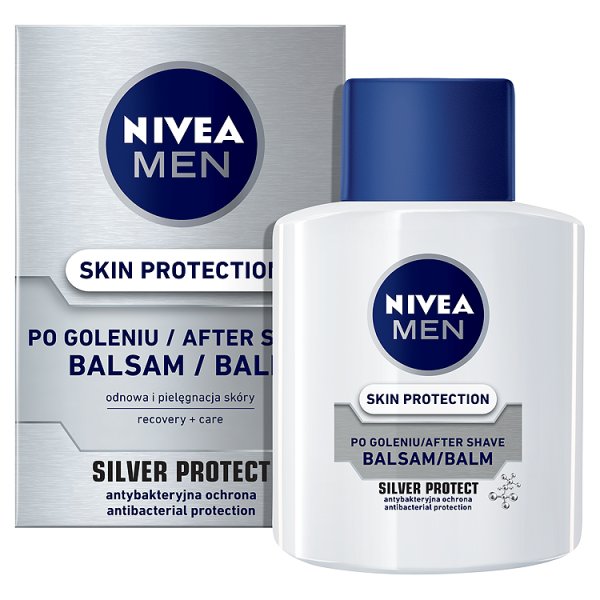 NIVEA
MEN
SKIN PROTECTION
PO GOLENIU / AFTER S
BALSAM / BAL
odnowa i pielęgnacja skóry
recovery + care
SILVER PROTECT
antybakteryjna ochrona
antibacterial protection
NIVEA
MEN
SKIN PROTECTION
PO GOLENIU/AFTER SHAVE
BALSAM/BALM
SILVER PROTECT
antybakteryjna ochrona
antibacterial protection